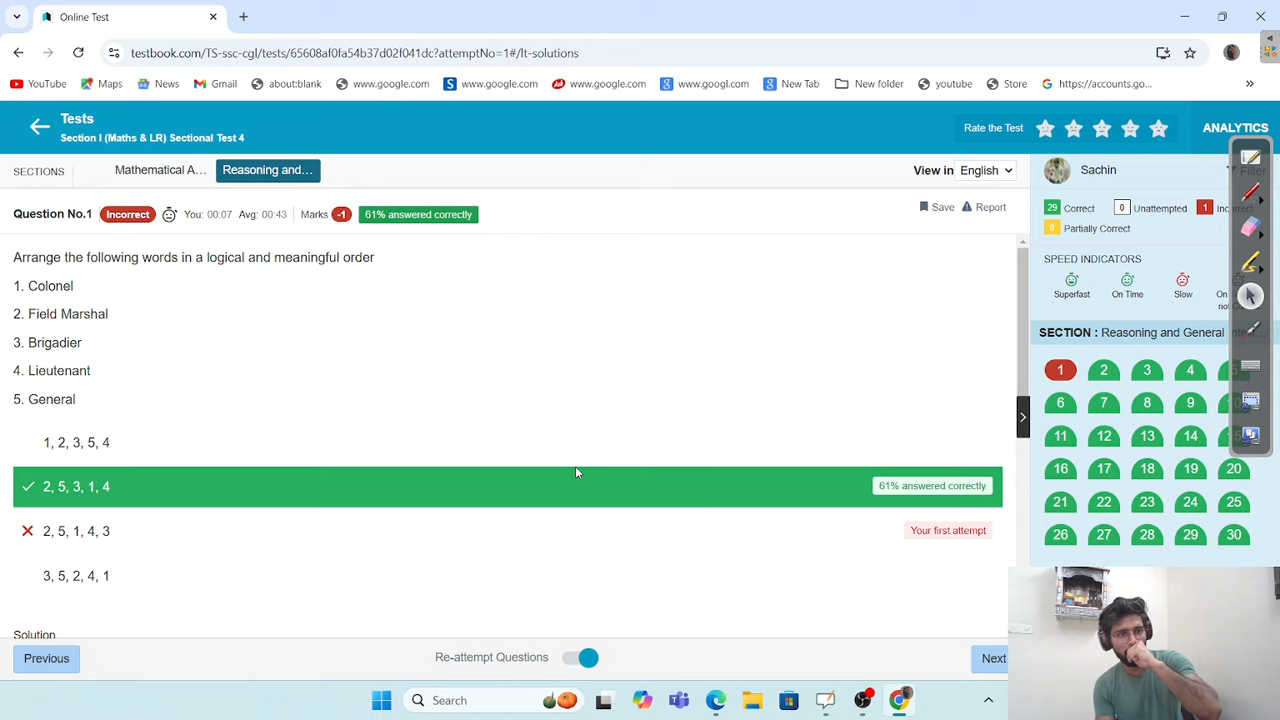 Online Test
testbook.com/TS-ssc-cgl/tests/65608af0fa54b37d02f041dc?attemptNo=1#/lt-solutions
YouTube Maps News Gmail about:blank www.google.com www.google.com www.google.com www.googl.com New Tab New folder youtube Store https://accounts.go...
Tests
Section I (Maths & LR) Sectional Test 4
Rate the Test
ANALYTICS
SECTIONS Mathematical A... Reasoning and... View in English
Sachin
Filter
Question No.1 Incorrect You: 00:07 Avg: 00:43 Marks -1 61% answered correctly Save Report
29 Correct 0 Unattempted 1
0 Partially Correct
Arrange the following words in a logical and meaningful order
1. Colonel
2. Field Marshal
3. Brigadier
4. Lieutenant
5. General
1, 2, 3, 5, 4
2, 5, 3, 1, 4 61% answered correctly
2, 5, 1, 4, 3 Your first attempt
3, 5, 2, 4, 1
Solution
Previous Re-attempt Questions Next
SPEED INDICATORS
Superfast On Time Slow
SECTION : Reasoning and General
1 2 3 4
6 7 8 9
11 12 13 14
16 17 18 19 20
21 22 23 24 25
26 27 28 29 30
Search